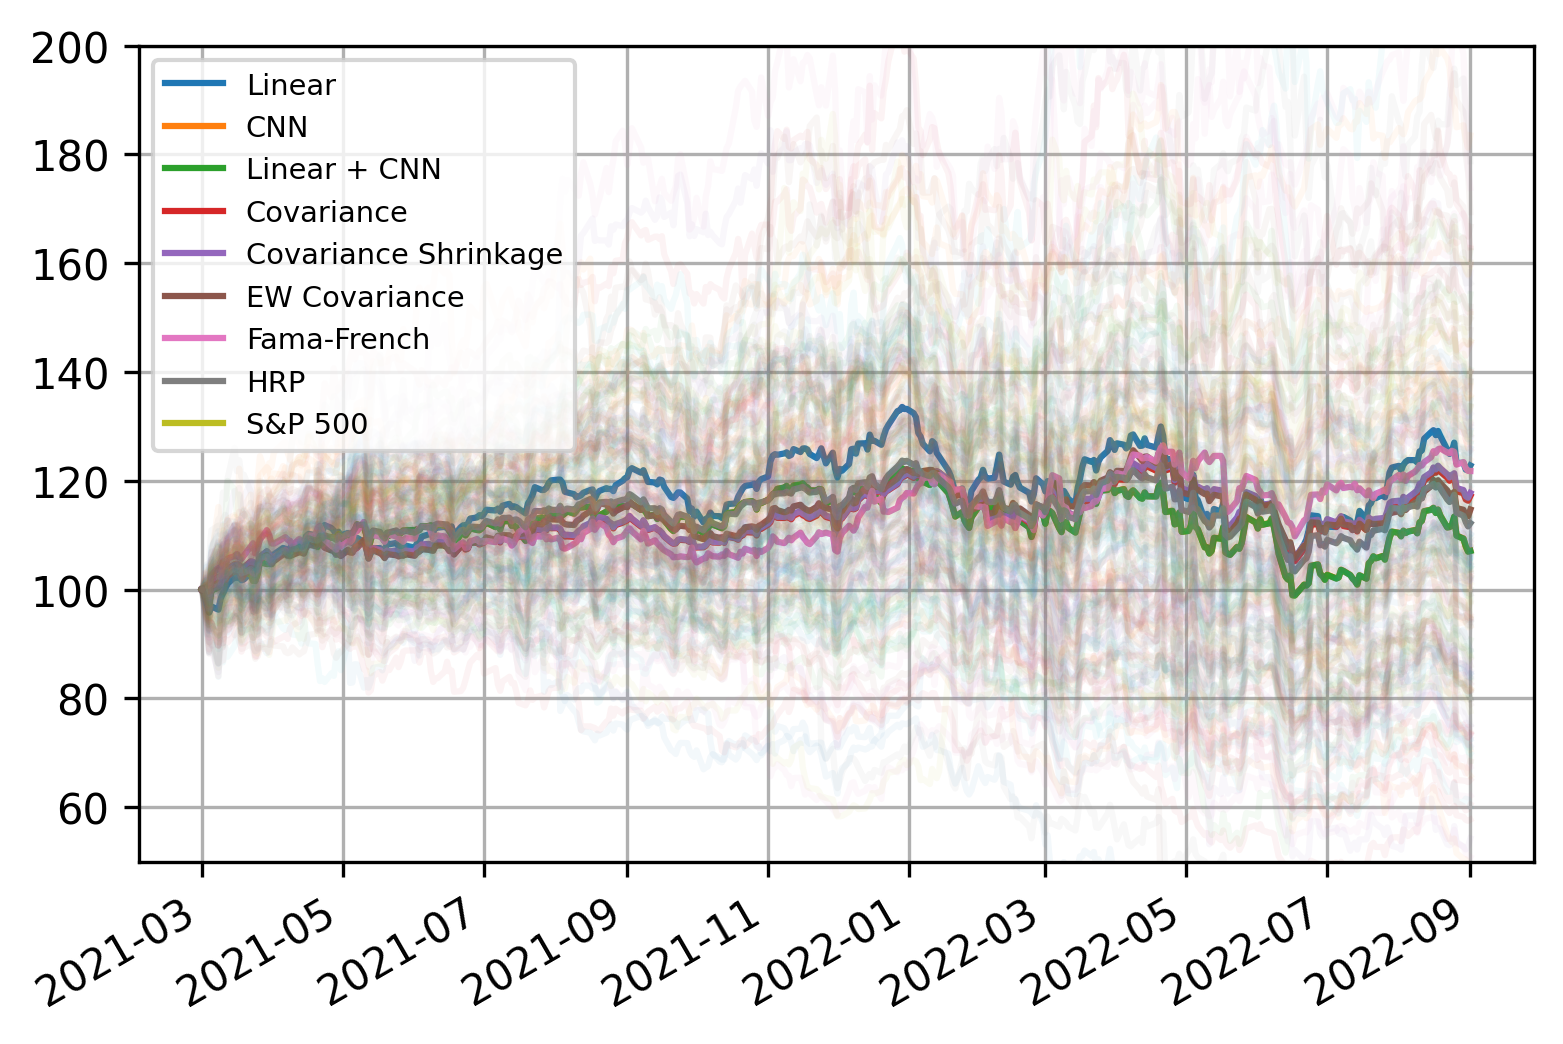 200
180
160
140
120
100
80
60
Linear
CNN
Linear + CNN
Covariance
Covariance Shrinkage
EW Covariance
Fama-French
HRP
S&P 500
2021-03
2021-05
2021-07
2021-09
2021-11
2022-01
2022-03
2022-05
2022-07
2022-09